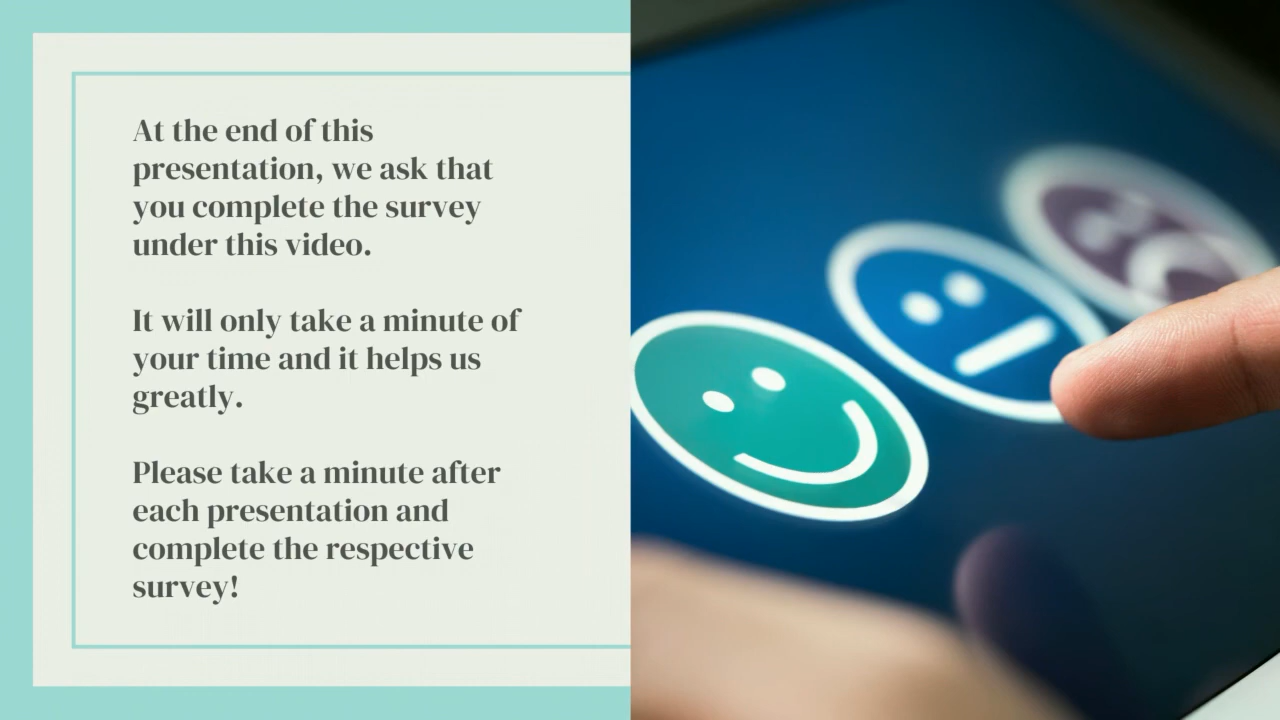 At the end of this
presentation, we ask that
you complete the survey
under this video.
It will only take a minute of
your time and it helps us
greatly.
Please take a minute after
each presentation and
complete the respective
survey!